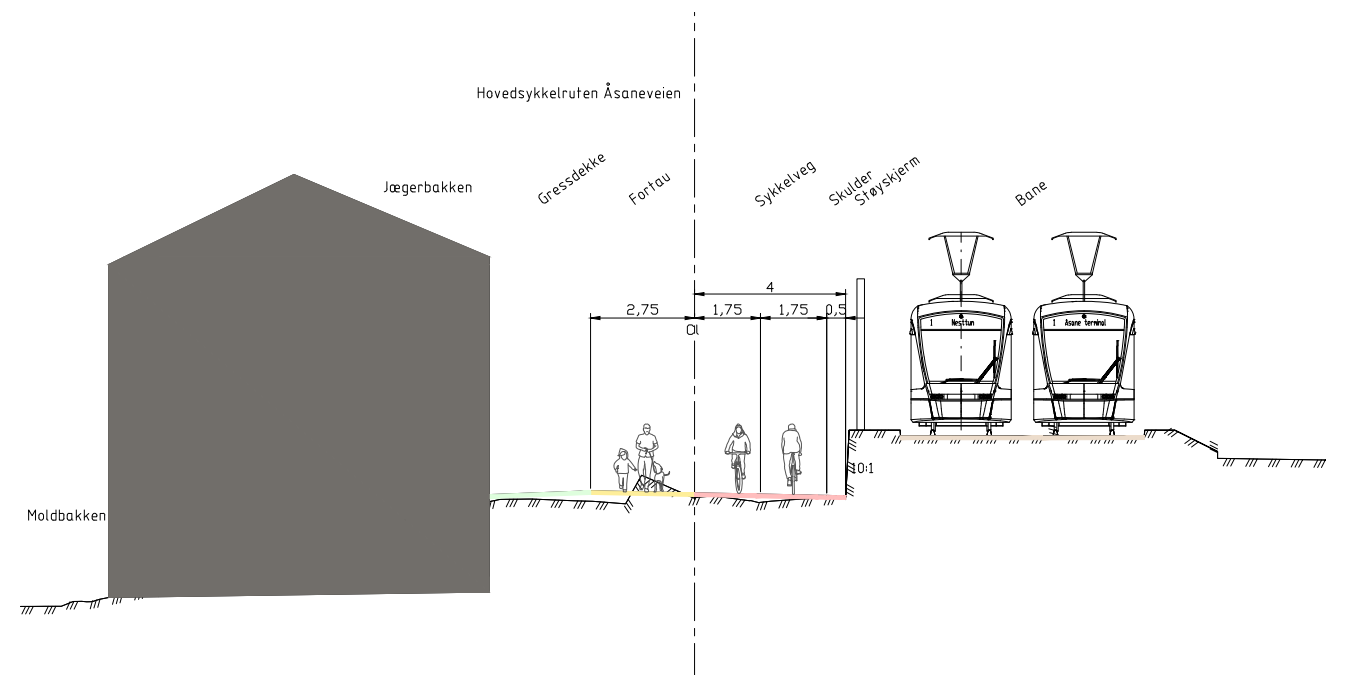 Hovedsykkelruten Åsaneveien
Jægerbakken
Gressdekke
Fortau
Sykkelveg
Skulder
Støyskjerm
Bane
4
2,75
1,75
1,75
0,5
1 Nesttun
1 Åsane terminal
10:1
Moldbakken